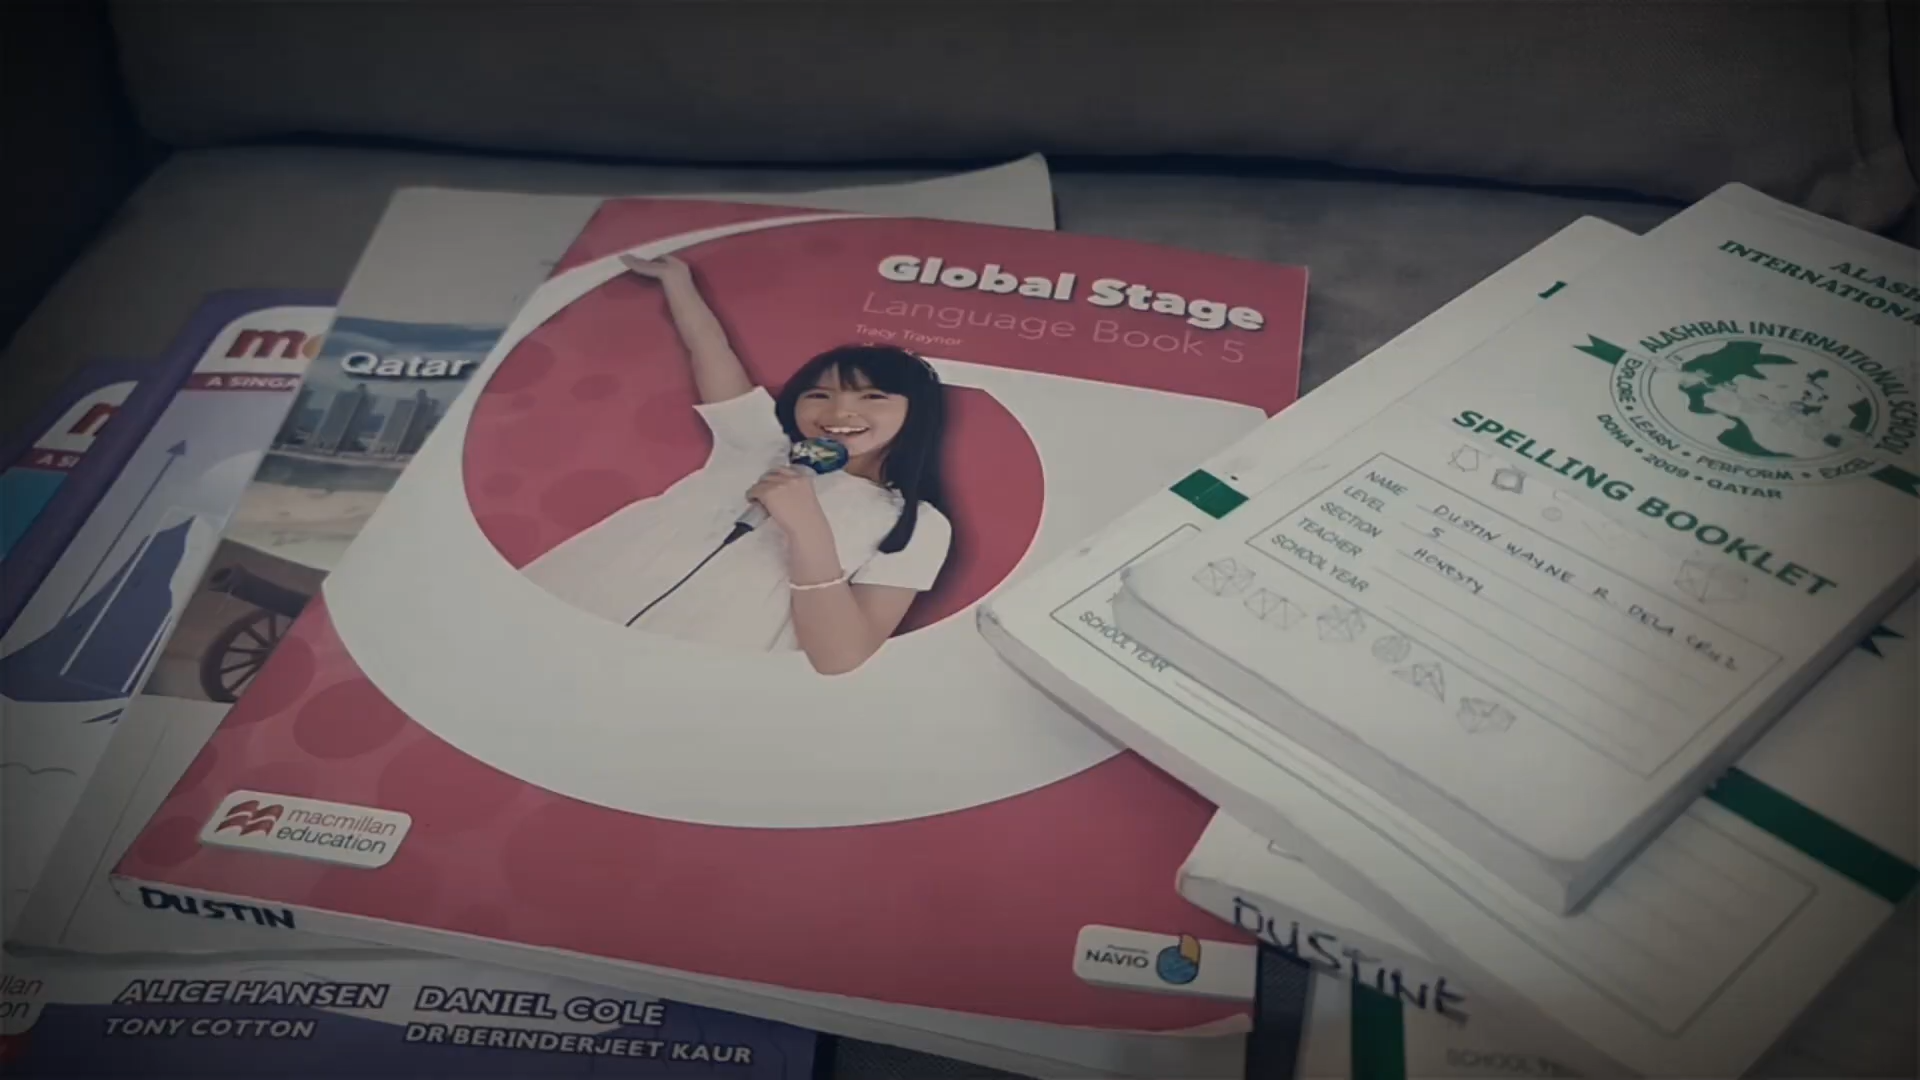 Global Stage
Language Book 5
Tracy Traynor
macmillan
education
NAVIO
DUSTIN
Qatar
A SINGA
ALICE HANSEN DANIEL COLE
TONY COTTON DR BERINDERJEET KAUR
ALASHBAL INTERNATIONAL SCHOOL
EXPLORE • LEARN • PERFORM • EXCEL
DOHA • 2009 • QATAR
SPELLING BOOKLET
NAME DUSTIN WAYNE R. DELA CRUZ
LEVEL 5
SECTION HONESTY
TEACHER
SCHOOL YEAR
SCHOOL YEAR
DUSTINE